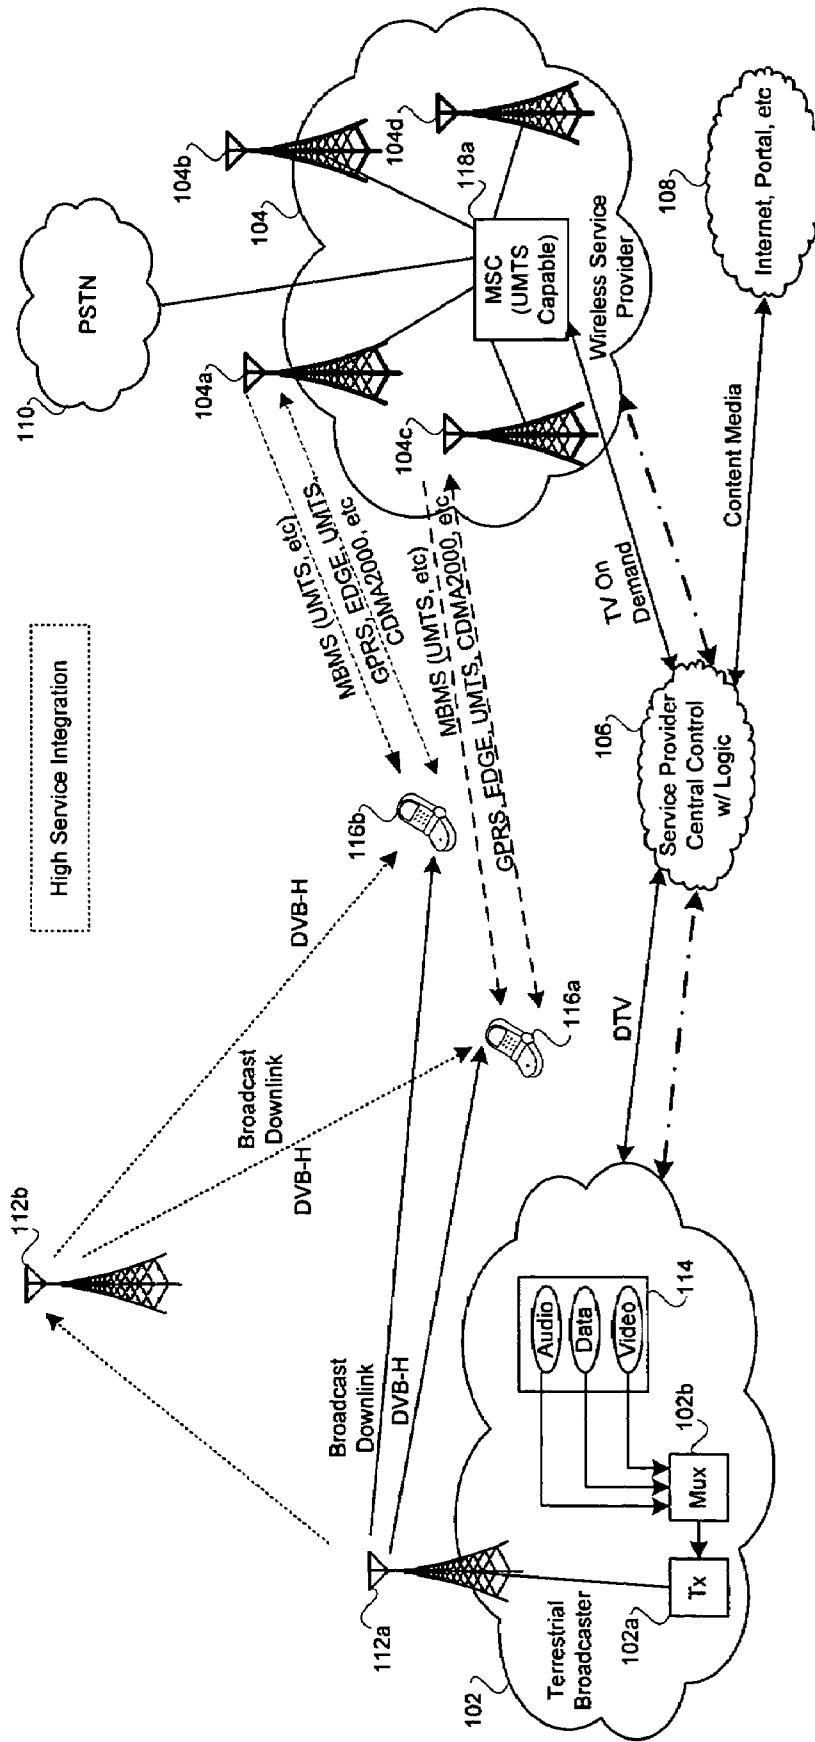 High Service Integration
112b
Broadcast
Downlink
DVB-H
DVB-H
116b
110
PSTN
104b
104a
104
MBMS (UMTS, etc)
GPRS, EDGE, UMTS,
CDMA2000, etc
112a
Broadcast
Downlink
DVB-H
116a
MBMS (UMTS, etc)
GPRS, EDGE, UMTS, CDMA2000, etc
104c
104d
118a
MSC
(UMTS
Capable)
Wireless Service
Provider
102
Terrestrial
Broadcaster
102a
Tx
Mux
102b
Audio
Data
Video
114
DTV
106
Service Provider
Central Control
w/ Logic
TV On
Demand
Content Media
108
Internet, Portal, etc